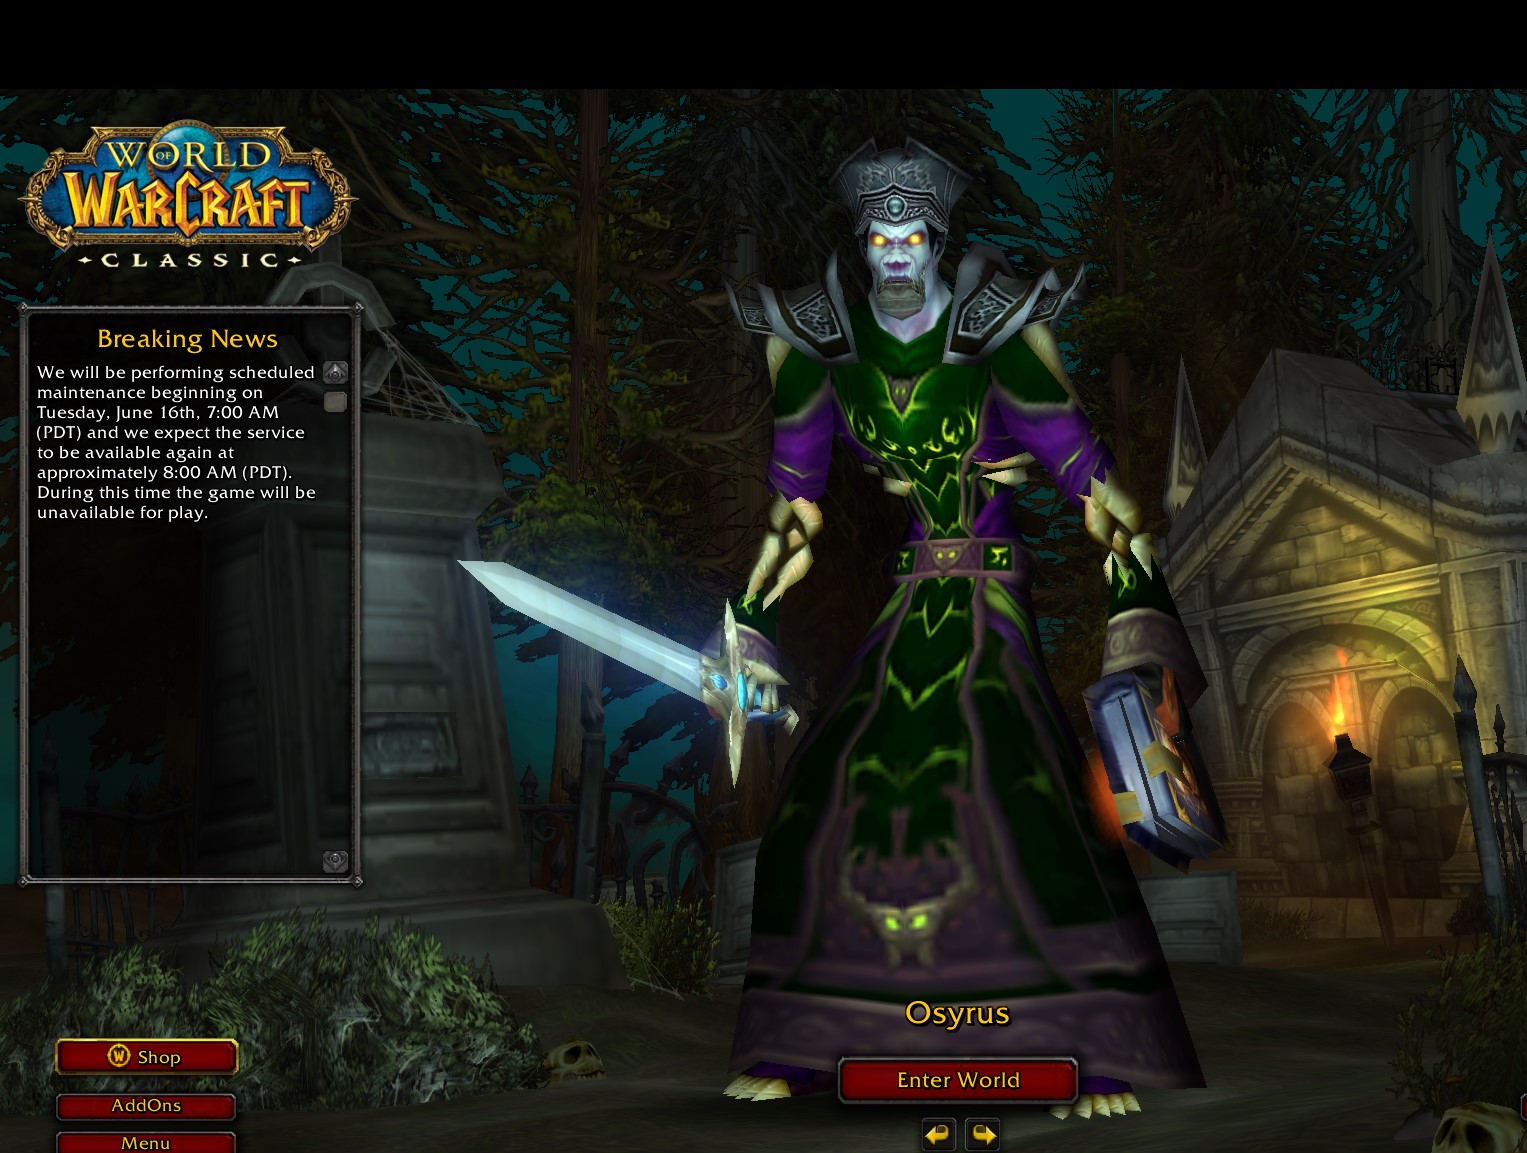 WORLD
OF
WARCRAFT
CLASSIC
Breaking News
We will be performing scheduled
maintenance beginning on
Tuesday, June 16th, 7:00 AM
(PDT) and we expect the service
to be available again at
approximately 8:00 AM (PDT).
During this time the game will be
unavailable for play.
Osyrus
W Shop
Enter World
AddOns
Menu